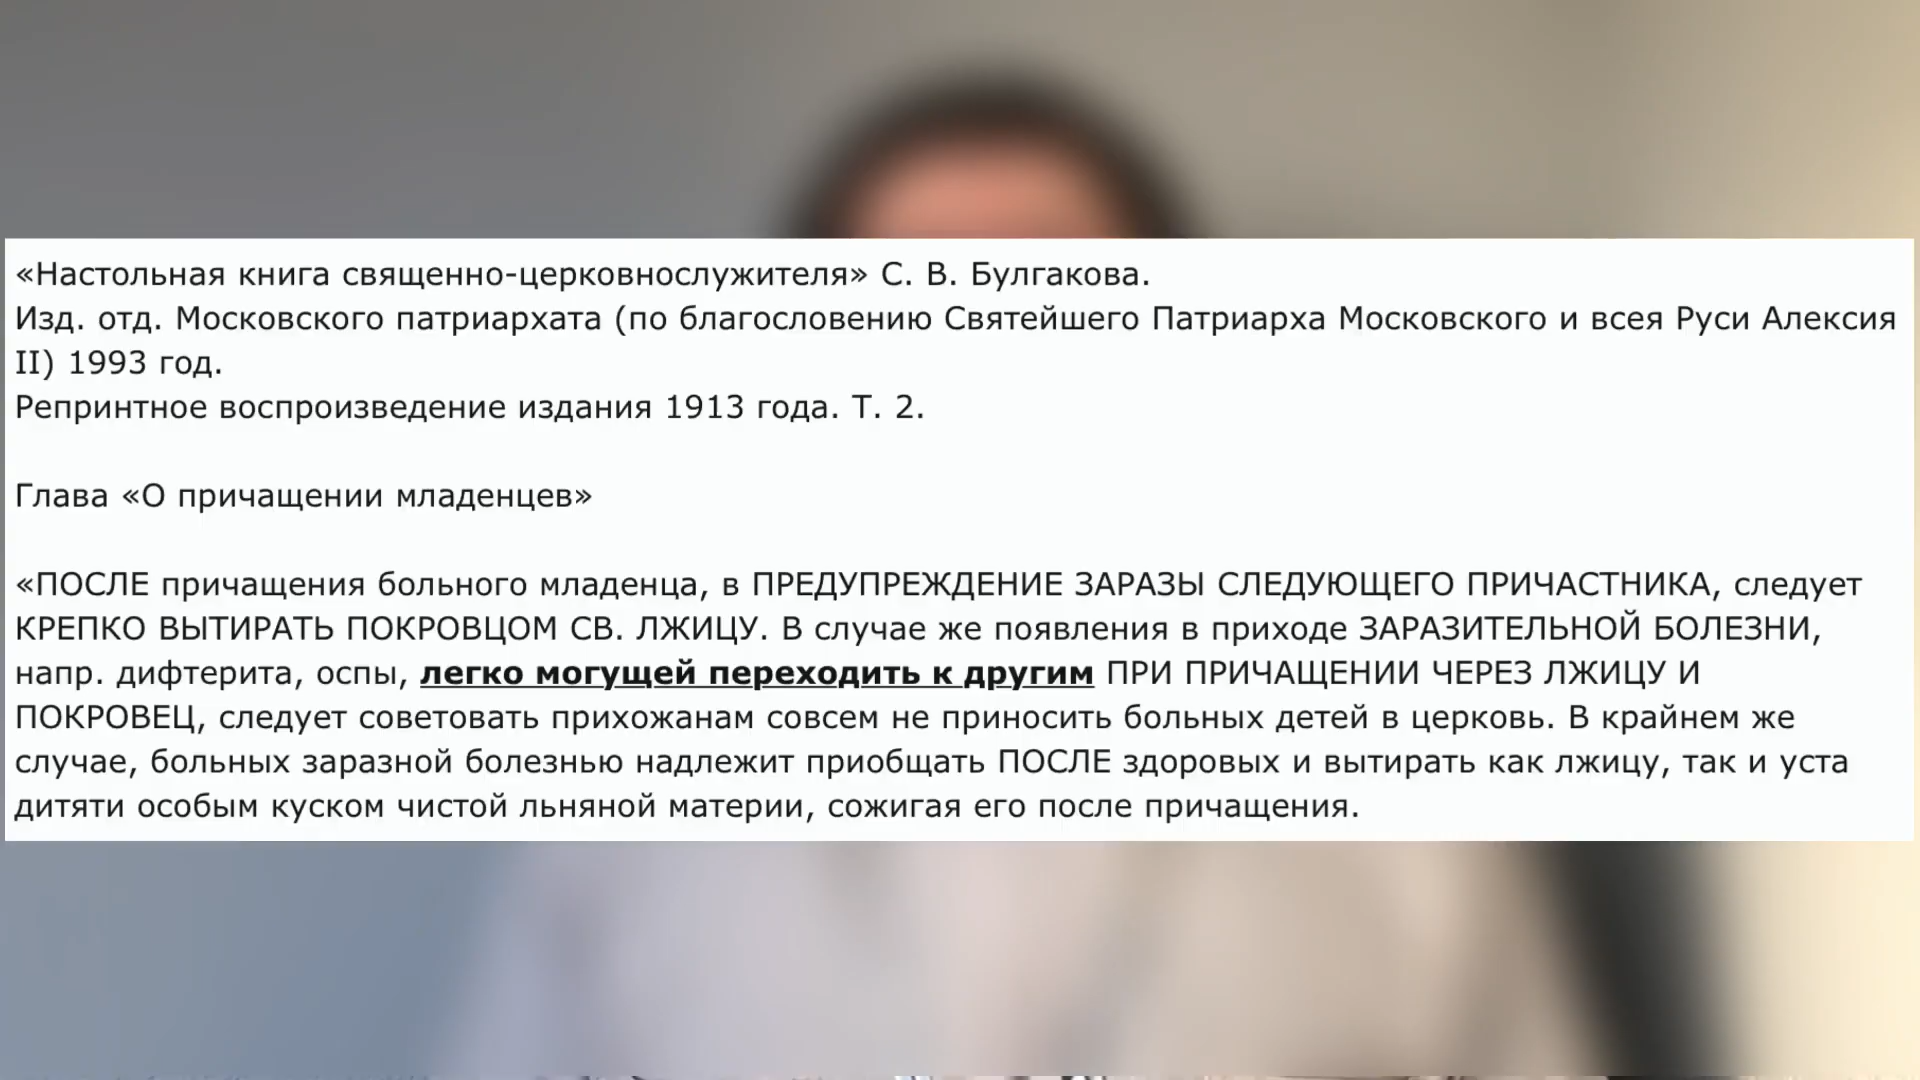 «Настольная книга священно-церковнослужителя» С. В. Булгакова.
Изд. отд. Московского патриархата (по благословению Святейшего Патриарха Московского и всея Руси Алексия
II) 1993 год.
Репринтное воспроизведение издания 1913 года. Т. 2.
Глава «О причащении младенцев»
«ПОСЛЕ причащения больного младенца, в ПРЕДУПРЕЖДЕНИЕ ЗАРАЗЫ СЛЕДУЮЩЕГО ПРИЧАСТНИКА, следует
КРЕПКО ВЫТИРАТЬ ПОКРОВЦОМ СВ. ЛЖИЦУ. В случае же появления в приходе ЗАРАЗИТЕЛЬНОЙ БОЛЕЗНИ,
напр. дифтерита, оспы, легко могущей переходить к другим ПРИ ПРИЧАЩЕНИИ ЧЕРЕЗ ЛЖИЦУ И
ПОКРОВЕЦ, следует советовать прихожанам совсем не приносить больных детей в церковь. В крайнем же
случае, больных заразной болезнью надлежит приобщать ПОСЛЕ здоровых и вытирать как лжицу, так и уста
дитяти особым куском чистой льняной материи, сожигая его после причащения.